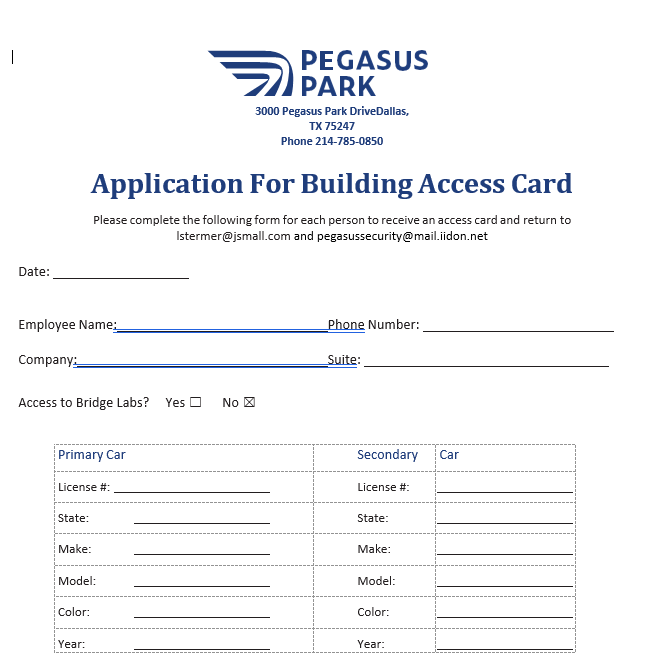 PEGASUS
PARK
3000 Pegasus Park DriveDallas,
TX 75247
Phone 214-785-0850
Application For Building Access Card
Please complete the following form for each person to receive an access card and return to
lstermer@jsmall.com and pegasussecurity@mail.iidon.net
Date: ____________________
Employee Name:______________________________Phone Number: ____________________________
Company:____________________________________Suite: ____________________________________
Access to Bridge Labs? Yes ☐ No ☒
Primary Car Secondary Car
License #: _______________________ License #: ____________________
State: ____________________ State: ____________________
Make: ____________________ Make: ____________________
Model: ____________________ Model: ____________________
Color: ____________________ Color: ____________________
Year: ____________________ Year: ____________________